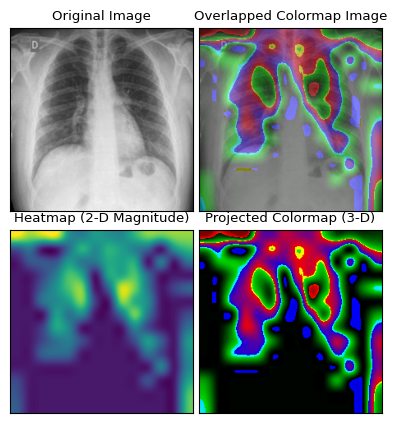 Original Image
Overlapped Colormap Image
D
Heatmap (2-D Magnitude)
Projected Colormap (3-D)